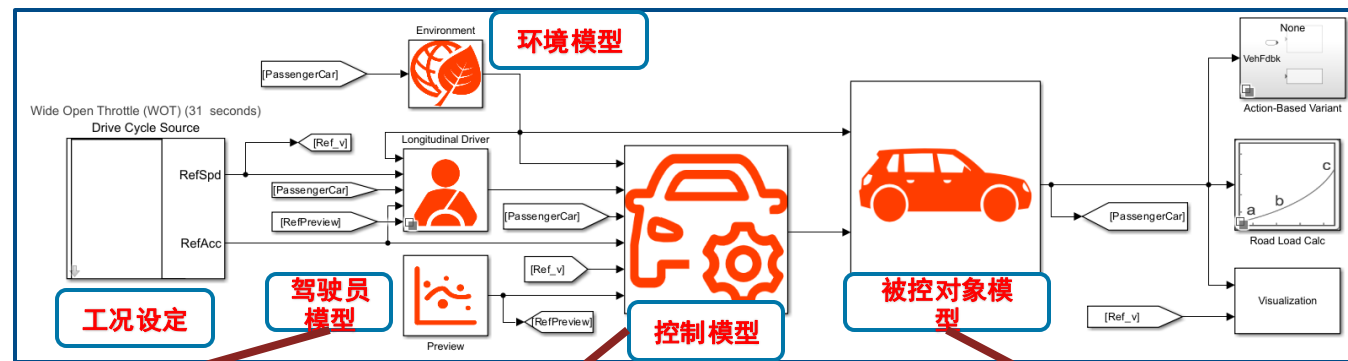 Environment
环境模型
None
[PassengerCar]
VehFdbk
Action-Based Variant
Wide Open Throttle (WOT) (31 seconds)
Drive Cycle Source
[Ref_v]
Longitudinal Driver
RefSpd
[PassengerCar]
[RefPreview]
[PassengerCar]
RefAcc
[Ref_v]
[PassengerCar]
a
b
c
Road Load Calc
工况设定
驾驶员
模型
[RefPreview]
Preview
控制模型
被控对象模
型
Visualization
[Ref_v]